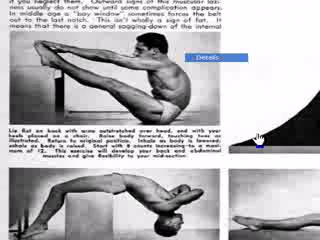 if you neglect them. Outward signs of this muscular lax-
ness usually do not show until some complication appears.
In middle age a "bay window" sometimes forces the belt
out to the last notch. This isn't wholly a sign of fat. It
means that there is a general sagging-down of the internal
Details
Lie flat on back with arms outstretched over head, and with your
heels placed on a chair. Raise body forward, touching toes as
illustrated. Return to original position. Inhale as body is lowered;
exhale as body is raised. Start with 8 counts increasing—to a maxi-
mum of 12. This exercise will develop your back and abdominal
muscles and give flexibility to your mid-section.